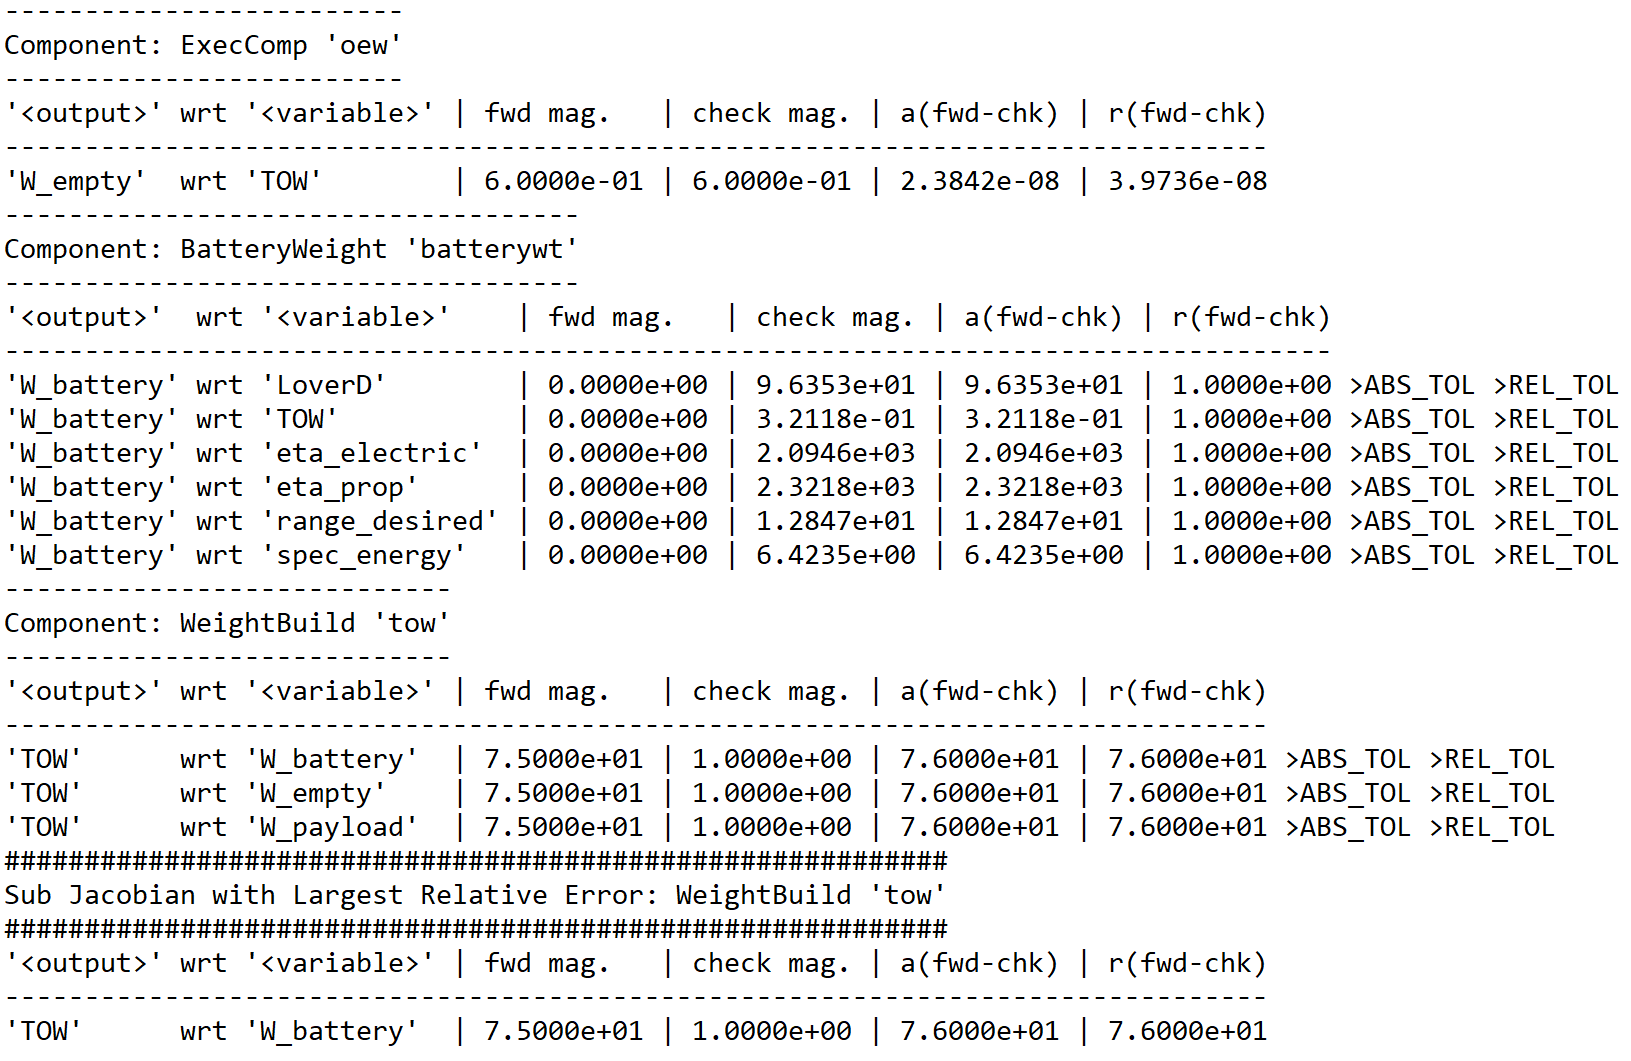 -------------------------
Component: ExecComp 'oew'
-------------------------
'<output>' wrt '<variable>' | fwd mag.   | check mag. | a(fwd-chk) | r(fwd-chk)
-------------------------------------------------------------------------------
'W_empty'  wrt 'TOW'        | 6.0000e-01 | 6.0000e-01 | 2.3842e-08 | 3.9736e-08
------------------------------------
Component: BatteryWeight 'batterywt'
------------------------------------
'<output>'  wrt '<variable>'    | fwd mag.   | check mag. | a(fwd-chk) | r(fwd-chk)
-----------------------------------------------------------------------------------
'W_battery' wrt 'LoverD'        | 0.0000e+00 | 9.6353e+01 | 9.6353e+01 | 1.0000e+00 >ABS_TOL >REL_TOL
'W_battery' wrt 'TOW'           | 0.0000e+00 | 3.2118e-01 | 3.2118e-01 | 1.0000e+00 >ABS_TOL >REL_TOL
'W_battery' wrt 'eta_electric'  | 0.0000e+00 | 2.0946e+03 | 2.0946e+03 | 1.0000e+00 >ABS_TOL >REL_TOL
'W_battery' wrt 'eta_prop'      | 0.0000e+00 | 2.3218e+03 | 2.3218e+03 | 1.0000e+00 >ABS_TOL >REL_TOL
'W_battery' wrt 'range_desired' | 0.0000e+00 | 1.2847e+01 | 1.2847e+01 | 1.0000e+00 >ABS_TOL >REL_TOL
'W_battery' wrt 'spec_energy'   | 0.0000e+00 | 6.4235e+00 | 6.4235e+00 | 1.0000e+00 >ABS_TOL >REL_TOL
----------------------------
Component: WeightBuild 'tow'
----------------------------
'<output>' wrt '<variable>' | fwd mag.   | check mag. | a(fwd-chk) | r(fwd-chk)
-------------------------------------------------------------------------------
'TOW'      wrt 'W_battery'  | 7.5000e+01 | 1.0000e+00 | 7.6000e+01 | 7.6000e+01 >ABS_TOL >REL_TOL
'TOW'      wrt 'W_empty'    | 7.5000e+01 | 1.0000e+00 | 7.6000e+01 | 7.6000e+01 >ABS_TOL >REL_TOL
'TOW'      wrt 'W_payload'  | 7.5000e+01 | 1.0000e+00 | 7.6000e+01 | 7.6000e+01 >ABS_TOL >REL_TOL
###########################################################
Sub Jacobian with Largest Relative Error: WeightBuild 'tow'
###########################################################
'<output>' wrt '<variable>' | fwd mag.   | check mag. | a(fwd-chk) | r(fwd-chk)
-------------------------------------------------------------------------------
'TOW'      wrt 'W_battery'  | 7.5000e+01 | 1.0000e+00 | 7.6000e+01 | 7.6000e+01